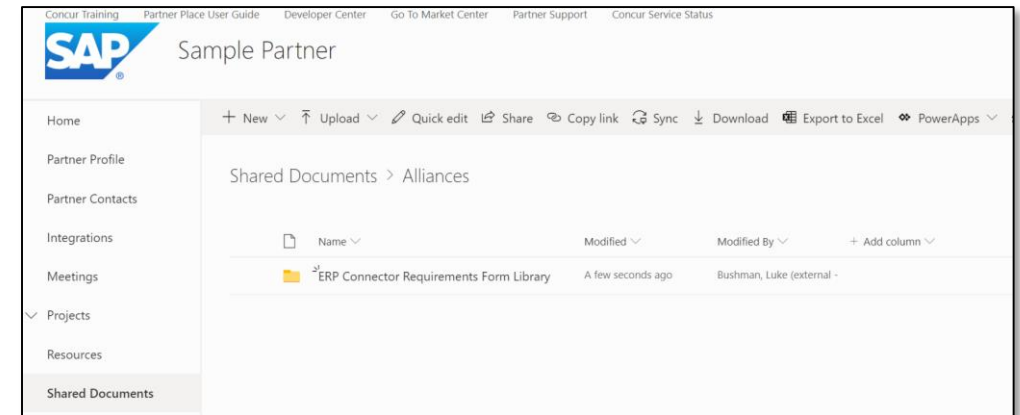 Concur Training Partner Place User Guide Developer Center Go To Market Center Partner Support Concur Service Status
SAP ®
Sample Partner
+ New Upload Quick edit Share Copy link Sync Download Export to Excel PowerApps
Home
Partner Profile
Shared Documents > Alliances
Partner Contacts
Integrations
Name Modified Modified By + Add column
Meetings
ERP Connector Requirements Form Library A few seconds ago Bushman, Luke (external -
Projects
Resources
Shared Documents